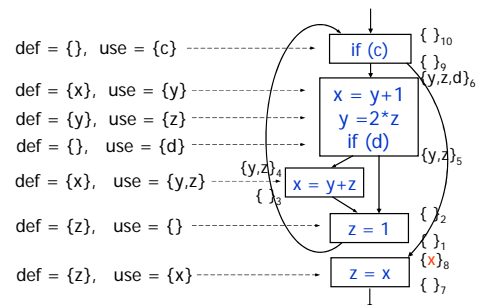 def = {}, use = {c}
if (c)
{ }10
{ }9
def = {x}, use = {y}
x = y+1
{y,z,d}6
def = {y}, use = {z}
y =2*z
def = {}, use = {d}
if (d)
{y,z}5
{y,z}4
def = {x}, use = {y,z}
x = y+z
{ }3
def = {z}, use = {}
z = 1
{ }2
{ }1
{x}8
def = {z}, use = {x}
z = x
{ }7